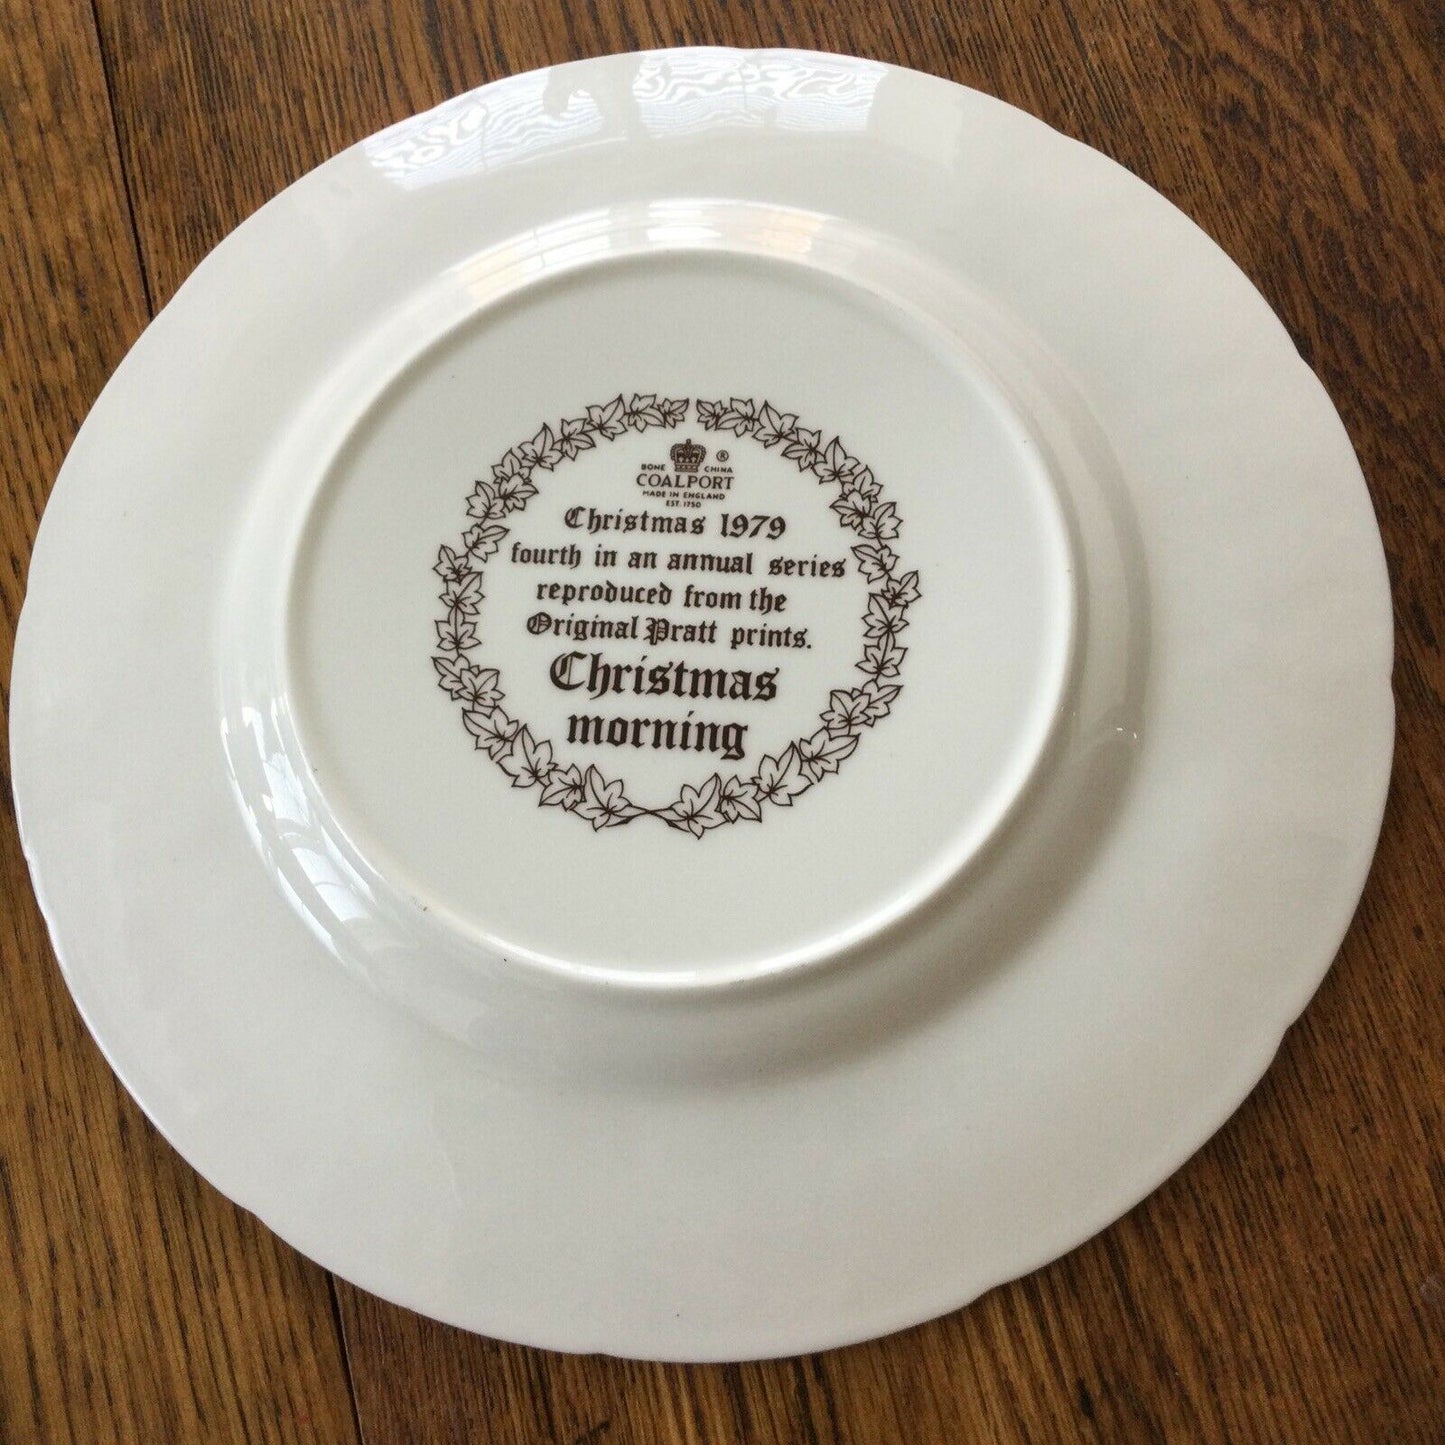 BONE CHINA ®
COALPORT
MADE IN ENGLAND
EST. 1750
Christmas 1979
fourth in an annual series
reproduced from the
Original Pratt prints.
Christmas
morning